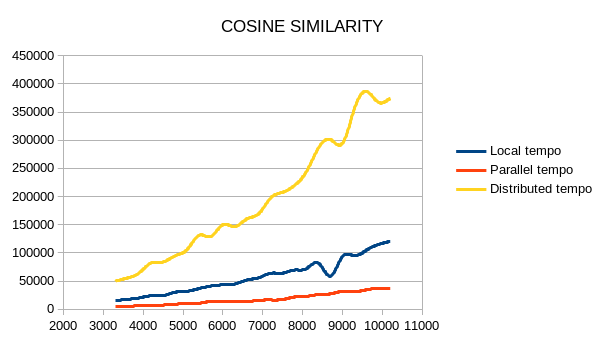 COSINE SIMILARITY
450000
400000
350000
300000
250000
200000
150000
100000
50000
0
2000 3000 4000 5000 6000 7000 8000 9000 10000 11000
Local tempo
Parallel tempo
Distributed tempo